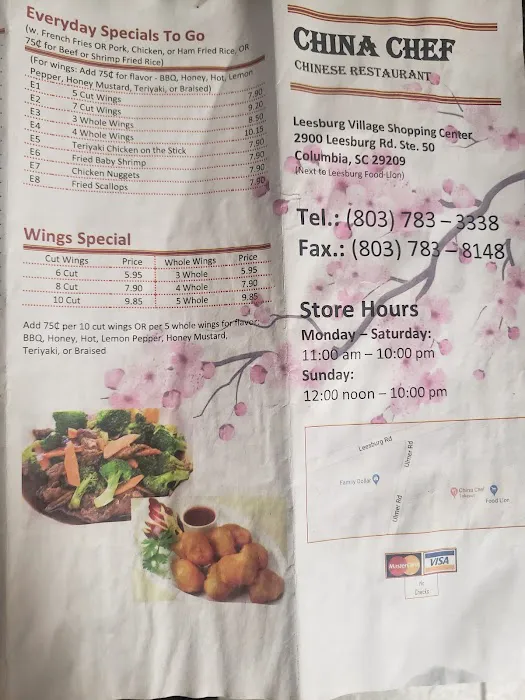 Everyday Specials To Go
(w. French Fries OR Pork, Chicken, or Ham Fried Rice, OR
75¢ for Beef or Shrimp Fried Rice)
(For wings: Add 75¢ for flavor - BBQ, Honey, Hot, Lemon
Pepper, Honey Mustard, Teriyaki, or Braised)
E1 5 Cut Wings 7.90
E2 7 Cut Wings 9.20
E3 3 Whole Wings 8.50
E4 4 Whole Wings 10.15
E5 Teriyaki Chicken on the Stick 7.90
E6 Fried Baby Shrimp 7.90
E7 Chicken Nuggets 7.90
E8 Fried Scallops 7.90
Wings Special
Cut Wings Price Whole Wings Price
6 Cut 5.95 3 Whole 5.95
8 Cut 7.90 4 Whole 7.90
10 Cut 9.85 5 Whole 9.85
Add 75¢ per 10 cut wings OR per 5 whole wings for flavor:
BBQ, Honey, Hot, Lemon Pepper, Honey Mustard,
Teriyaki, or Braised
CHINA CHEF
CHINESE RESTAURANT
Leesburg Village Shopping Center
2900 Leesburg Rd. Ste. 50
Columbia, SC 29209
(Next to Leesburg Food Lion)
Tel.: (803) 783 – 3338
Fax.: (803) 783 – 8148
Store Hours
Monday – Saturday:
11:00 am – 10:00 pm
Sunday:
12:00 noon – 10:00 pm
Leesburg Rd
Ulmer Rd
Family Dollar
China Chef
Food Lion
Ulmer Rd
MasterCard VISA
No
Checks